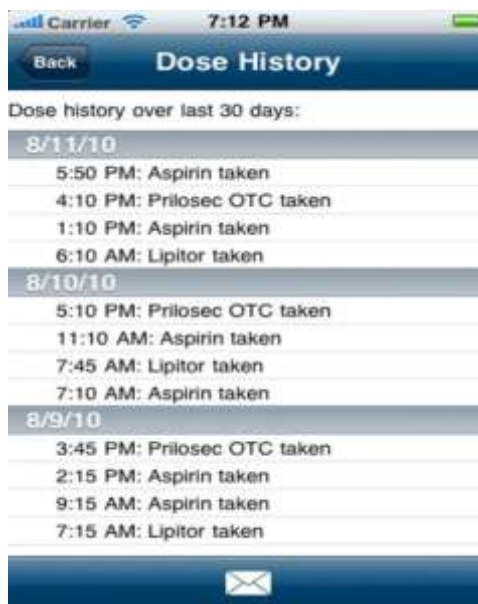 Carrier 7:12 PM
Back Dose History
Dose history over last 30 days:
8/11/10
5:50 PM: Aspirin taken
4:10 PM: Prilosec OTC taken
1:10 PM: Aspirin taken
6:10 AM: Lipitor taken
8/10/10
5:10 PM: Prilosec OTC taken
11:10 AM: Aspirin taken
7:45 AM: Lipitor taken
7:10 AM: Aspirin taken
8/9/10
3:45 PM: Prilosec OTC taken
2:15 PM: Aspirin taken
9:15 AM: Aspirin taken
7:15 AM: Lipitor taken